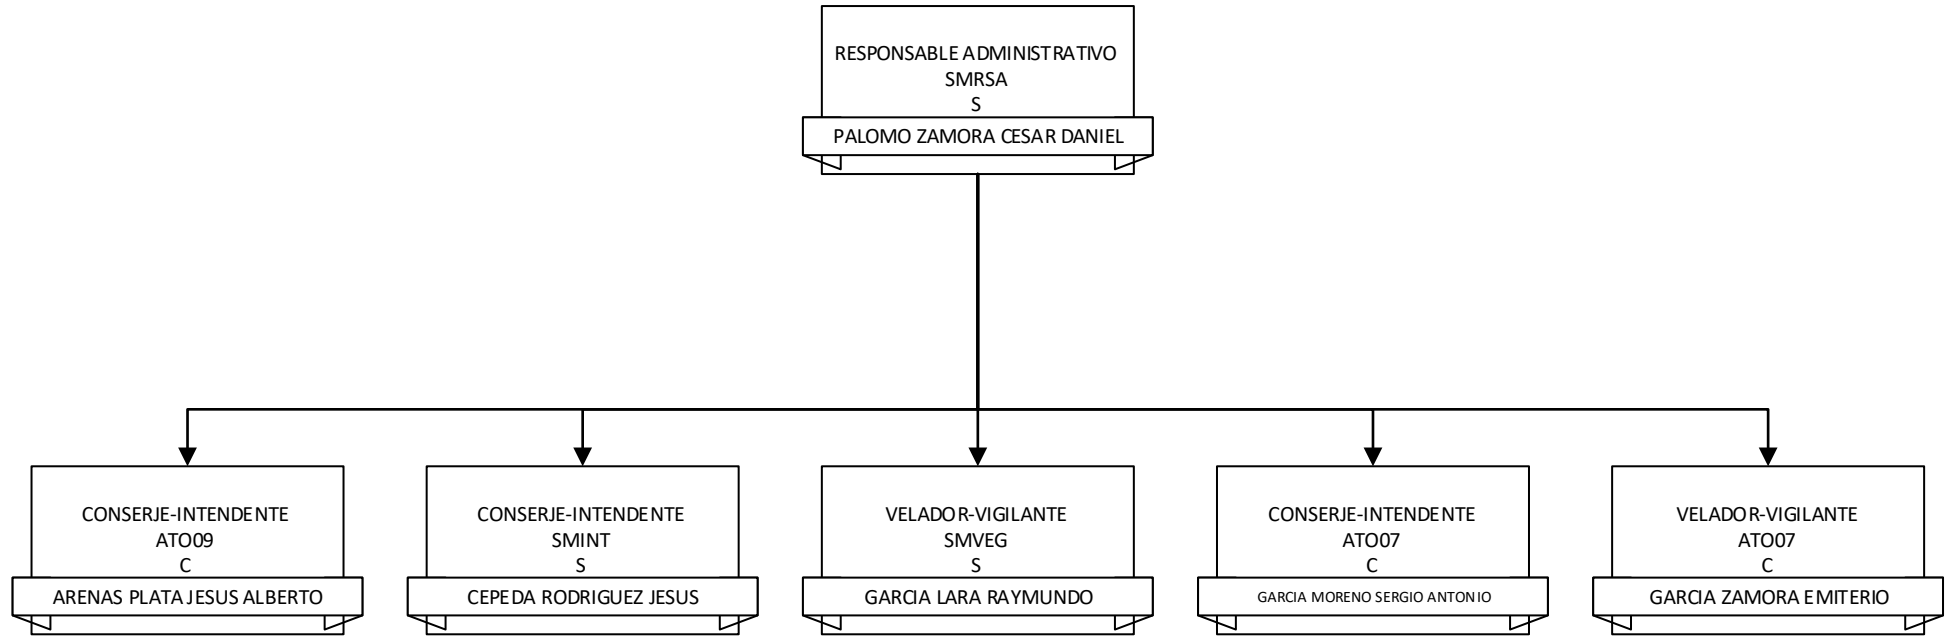 RESPONSABLE ADMINISTRATIVO
SMRSA
S
PALOMO ZAMORA CESAR DANIEL
CONSERJE-INTENDENTE
ATO09
C
ARENAS PLATA JESUS ALBERTO
CONSERJE-INTENDENTE
SMINT
S
CEPEDA RODRIGUEZ JESUS
VELADOR-VIGILANTE
SMVEG
S
GARCIA LARA RAYMUNDO
CONSERJE-INTENDENTE
ATO07
C
GARCIA MORENO SERGIO ANTONIO
VELADOR-VIGILANTE
ATO07
C
GARCIA ZAMORA EMITERIO